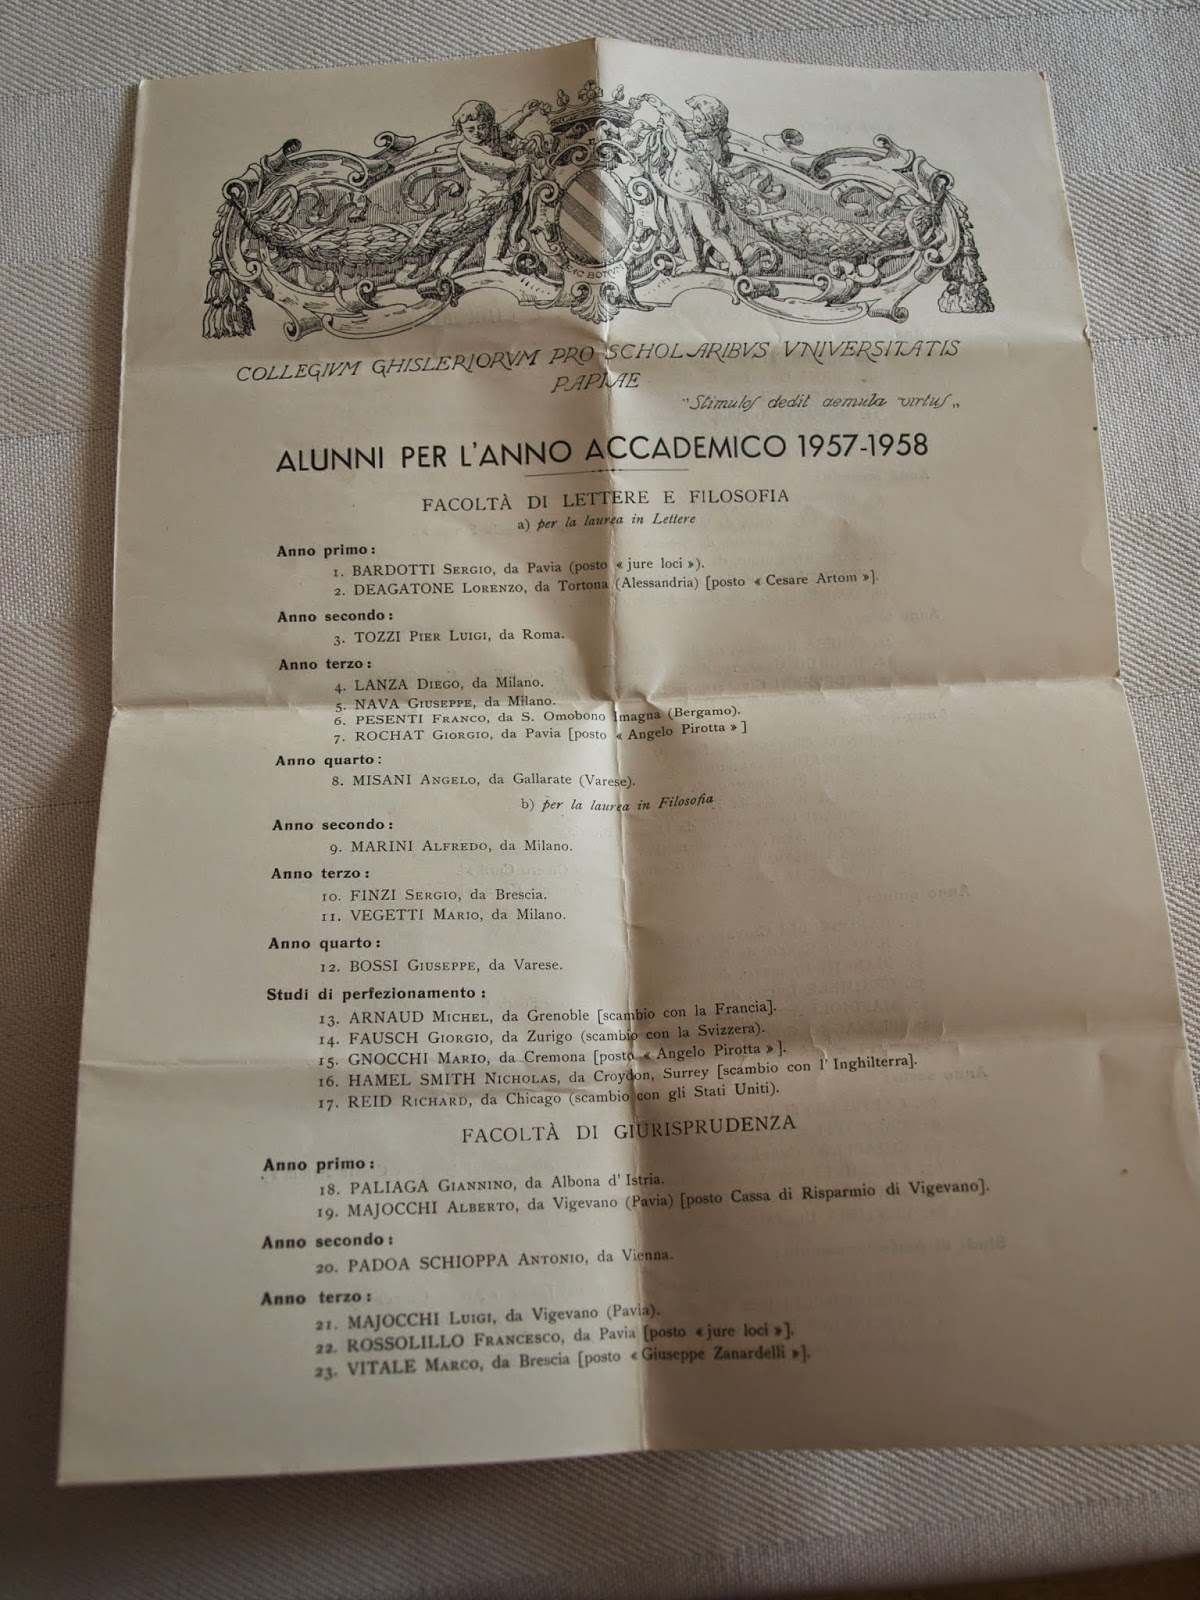 HAC BONUM
COLLEGIVM GHISLERIORVM PRO SCHOLARIBVS VNIVERSITATIS
PAPIAE
"Stimulos dedit aemula virtus„
ALUNNI PER L'ANNO ACCADEMICO 1957-1958
FACOLTÀ DI LETTERE E FILOSOFIA
a) per la laurea in Lettere
Anno primo:
1. BARDOTTI SERGIO, da Pavia (posto « jure loci »).
2. DEAGATONE LORENZO, da Tortona (Alessandria) [posto « Cesare Artom »].
Anno secondo:
3. TOZZI PIER LUIGI, da Roma.
Anno terzo:
4. LANZA DIEGO, da Milano.
5. NAVA GIUSEPPE, da Milano.
6. PESENTI FRANCO, da S. Omobono Imagna (Bergamo).
7. ROCHAT GIORGIO, da Pavia [posto « Angelo Pirotta » ]
Anno quarto:
8. MISANI ANGELO, da Gallarate (Varese).
b) per la laurea in Filosofia
Anno secondo:
9. MARINI ALFREDO, da Milano.
Anno terzo:
10. FINZI SERGIO, da Brescia.
11. VEGETTI MARIO, da Milano.
Anno quarto:
12. BOSSI GIUSEPPE, da Varese.
Studi di perfezionamento:
13. ARNAUD MICHEL, da Grenoble [scambio con la Francia].
14. FAUSCH GIORGIO, da Zurigo (scambio con la Svizzera).
15. GNOCCHI MARIO, da Cremona [posto « Angelo Pirotta » ].
16. HAMEL SMITH NICHOLAS, da Croydon, Surrey [scambio con l' Inghilterra].
17. REID RICHARD, da Chicago (scambio con gli Stati Uniti).
FACOLTÀ DI GIURISPRUDENZA
Anno primo:
18. PALIAGA GIANNINO, da Albona d' Istria.
19. MAJOCCHI ALBERTO, da Vigevano (Pavia) [posto Cassa di Risparmio di Vigevano].
Anno secondo:
20. PADOA SCHIOPPA ANTONIO, da Vienna.
Anno terzo:
21. MAJOCCHI LUIGI, da Vigevano (Pavia).
22. ROSSOLILLO FRANCESCO, da Pavia [posto « jure loci »].
23. VITALE MARCO, da Brescia [posto « Giuseppe Zanardelli »].